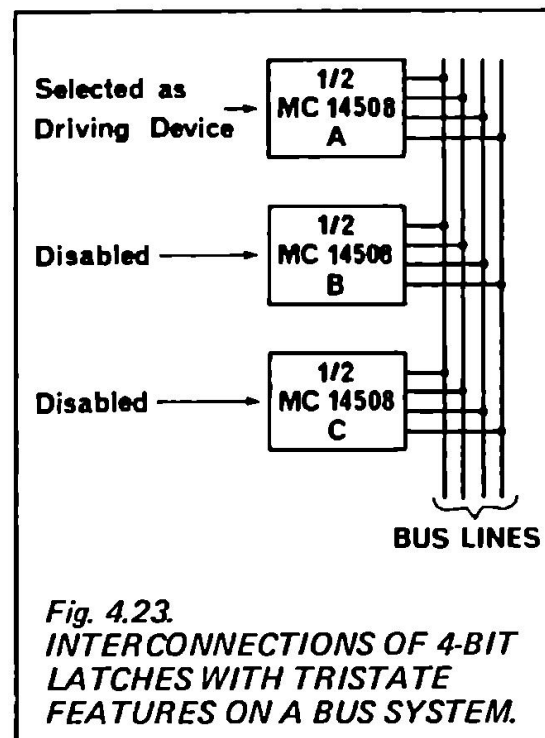 Selected as
Driving Device
1/2
MC 14508
A
Disabled
1/2
MC 14508
B
Disabled
1/2
MC 14508
C
BUS LINES
Fig. 4.23.
INTERCONNECTIONS OF 4-BIT
LATCHES WITH TRISTATE
FEATURES ON A BUS SYSTEM.